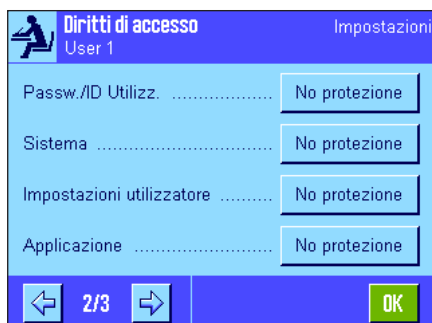 Diritti di accesso Impostazioni
User 1
Passw./ID Utilizz. ................... No protezione
Sistema ............................. No protezione
Impostazioni utilizzatore .......... No protezione
Applicazione ....................... No protezione
2/3 OK